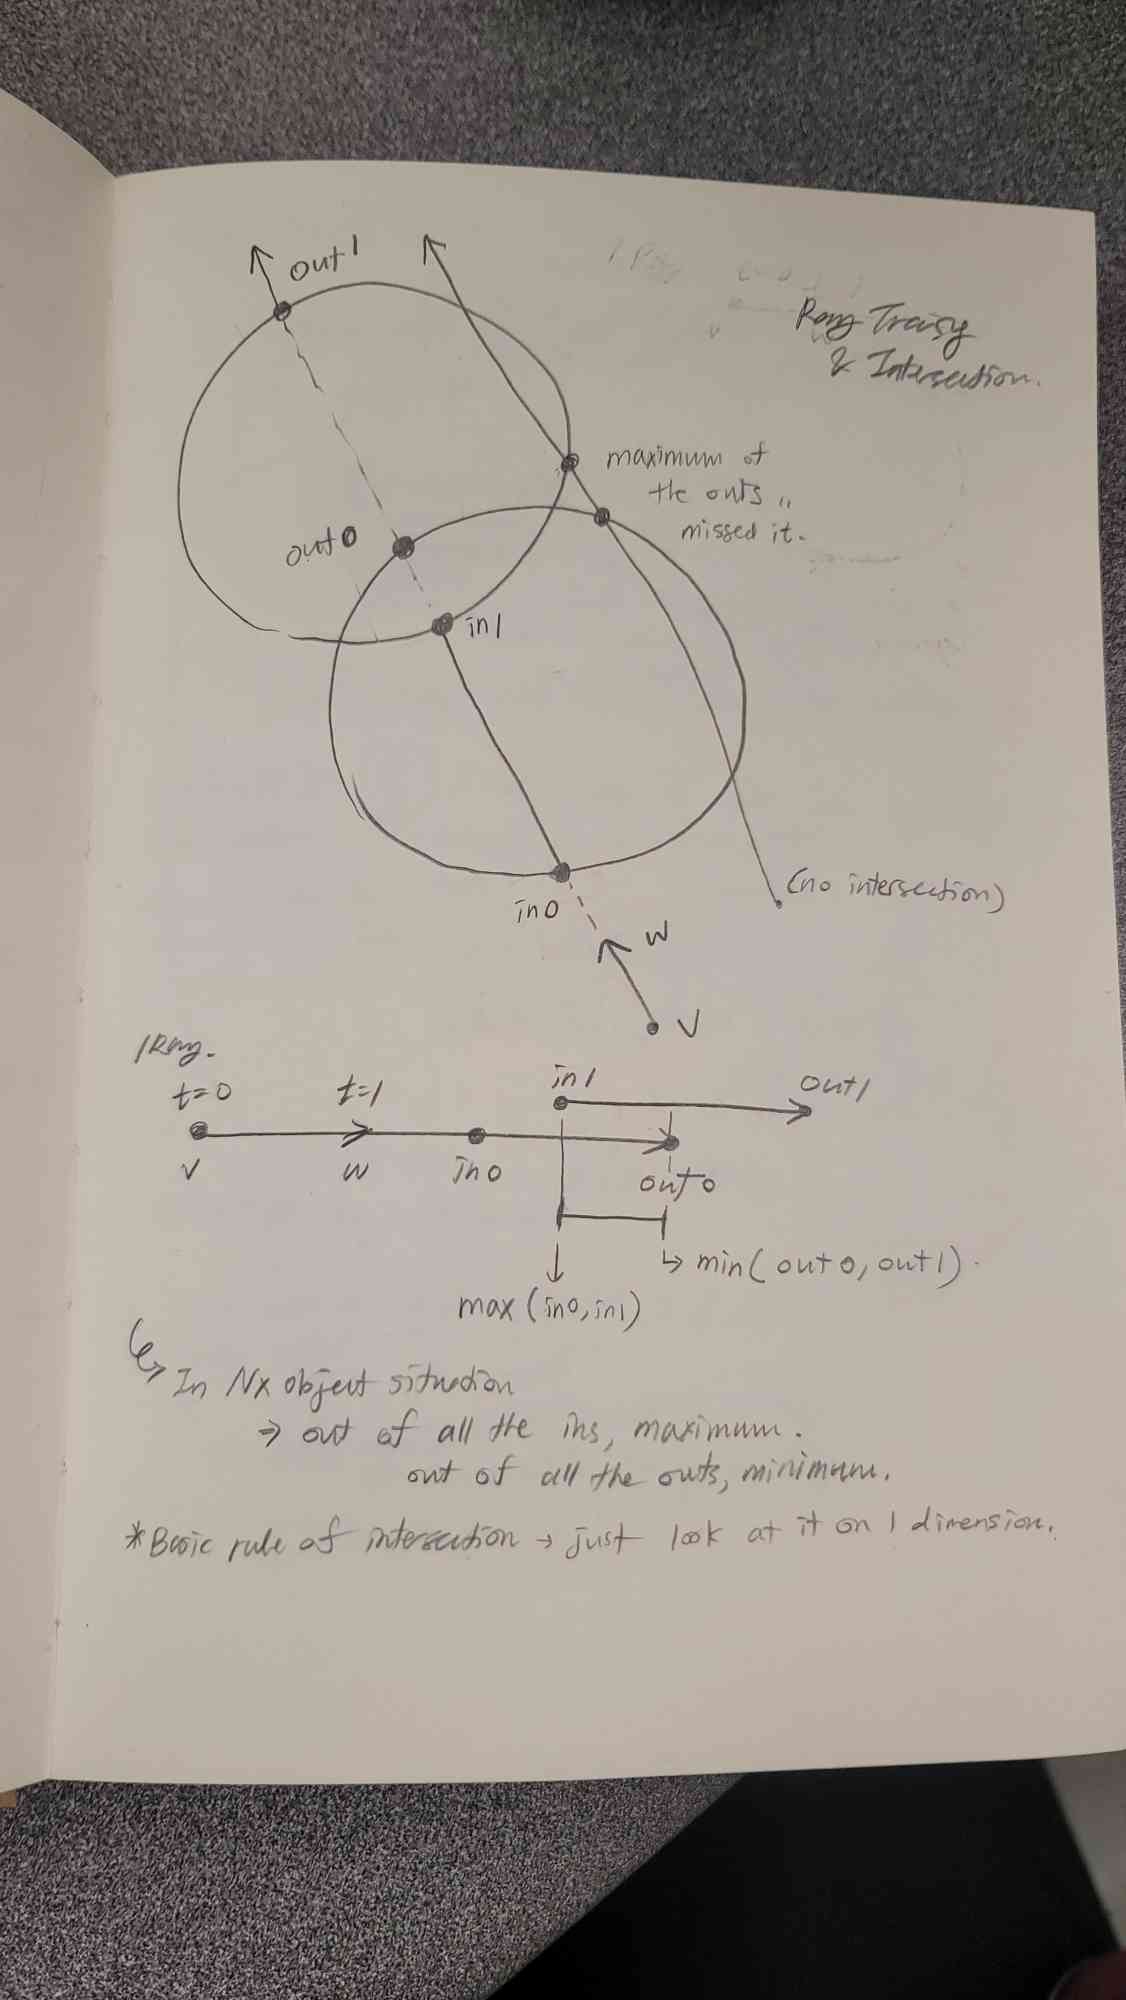 Ray Tracing
& Intersection.
out1
maximum of
the outs,,
missed it.
out0
in1
(no intersection)
in0
w
V
1 Ray.
t=0
t=1
in1
out1
V
w
in0
out0
↳ min( out0, out1).
max (in0, in1)
↳ In Nx object situation
⇒ out of all the ins, maximum.
out of all the outs, minimum.
*Basic rule of intersection → just look at it on 1 dimension.